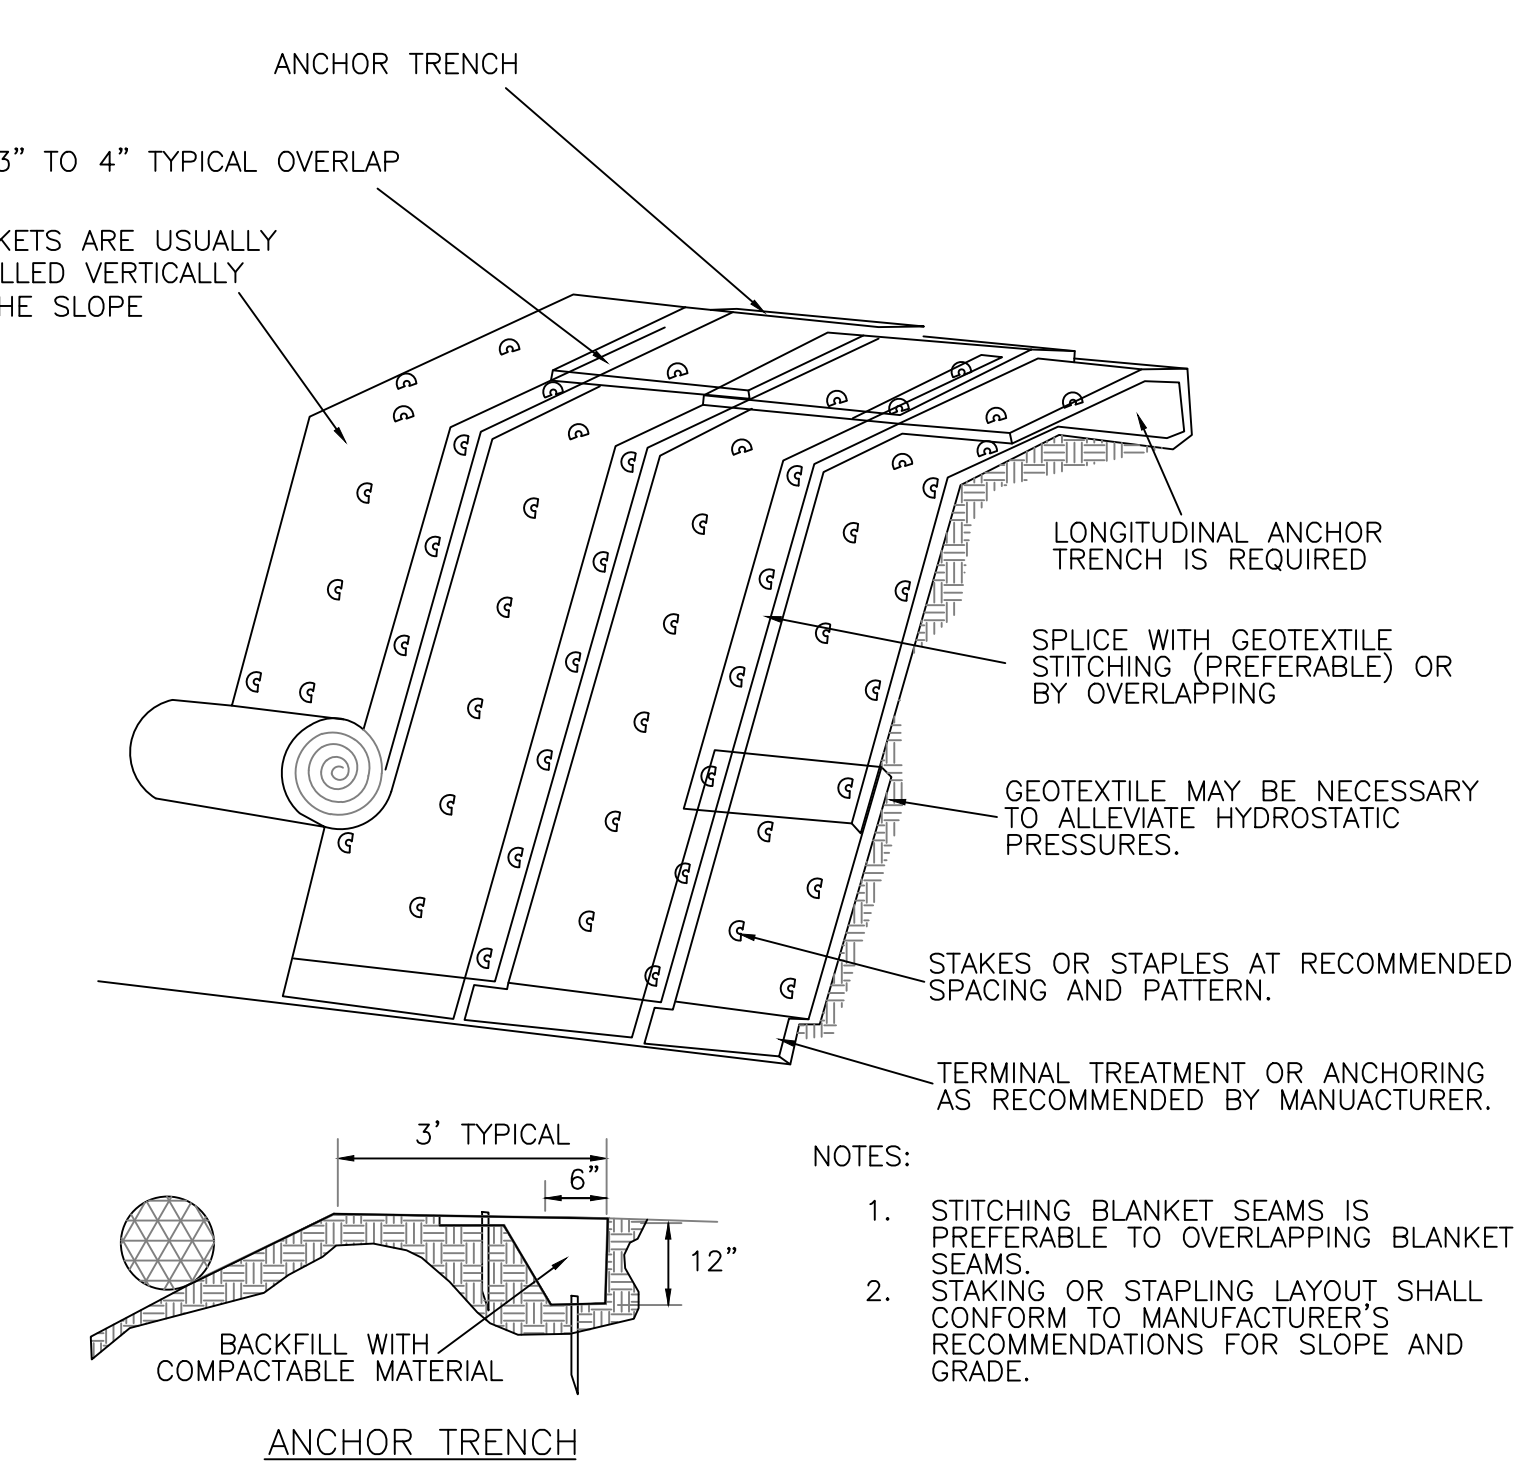 ANCHOR TRENCH
3” TO 4” TYPICAL OVERLAP
KETS ARE USUALLY
LLED VERTICALLY
HE SLOPE
LONGITUDINAL ANCHOR
TRENCH IS REQUIRED
SPLICE WITH GEOTEXTILE
STITCHING (PREFERABLE) OR
BY OVERLAPPING
GEOTEXTILE MAY BE NECESSARY
TO ALLEVIATE HYDROSTATIC
PRESSURES.
STAKES OR STAPLES AT RECOMMENDED
SPACING AND PATTERN.
TERMINAL TREATMENT OR ANCHORING
AS RECOMMENDED BY MANUACTURER.
3’ TYPICAL
6”
12”
BACKFILL WITH
COMPACTABLE MATERIAL
ANCHOR TRENCH
NOTES:
1. STITCHING BLANKET SEAMS IS
PREFERABLE TO OVERLAPPING BLANKET
SEAMS.
2. STAKING OR STAPLING LAYOUT SHALL
CONFORM TO MANUFACTURER’S
RECOMMENDATIONS FOR SLOPE AND
GRADE.